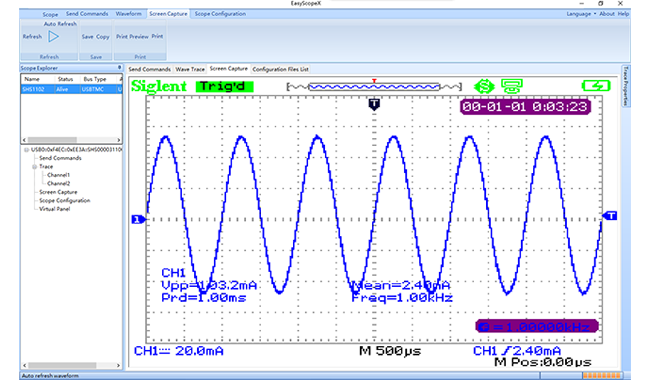 EasyScopeX
Scope Send Commands Waveform Screen Capture Scope Configuration
Language About Help
Auto Refresh
Refresh Save Copy Print Preview Print
Refresh Save Print
Scope Explorer
Send Commands Wave Trace Screen Capture Configuration Files List
Trace Properties
Name Status Bus Type
SHS1102 Alive USBTMC
Siglent Trig'd
T
00-01-01 0:03:23
USB0::0xF4EC::0xEE3A::SHS000031100
Send Commands
Trace
Channel1
Channel2
Screen Capture
Scope Configuration
Virtual Panel
1
T
CH1
Vpp=103.2mA Mean=2.40mA
Prd=1.00ms Freq=1.00kHz
= 1.00000kHz
CH1 20.0mA M 500µs CH1 2.40mA
M Pos:0.00µs
Auto refresh waveform